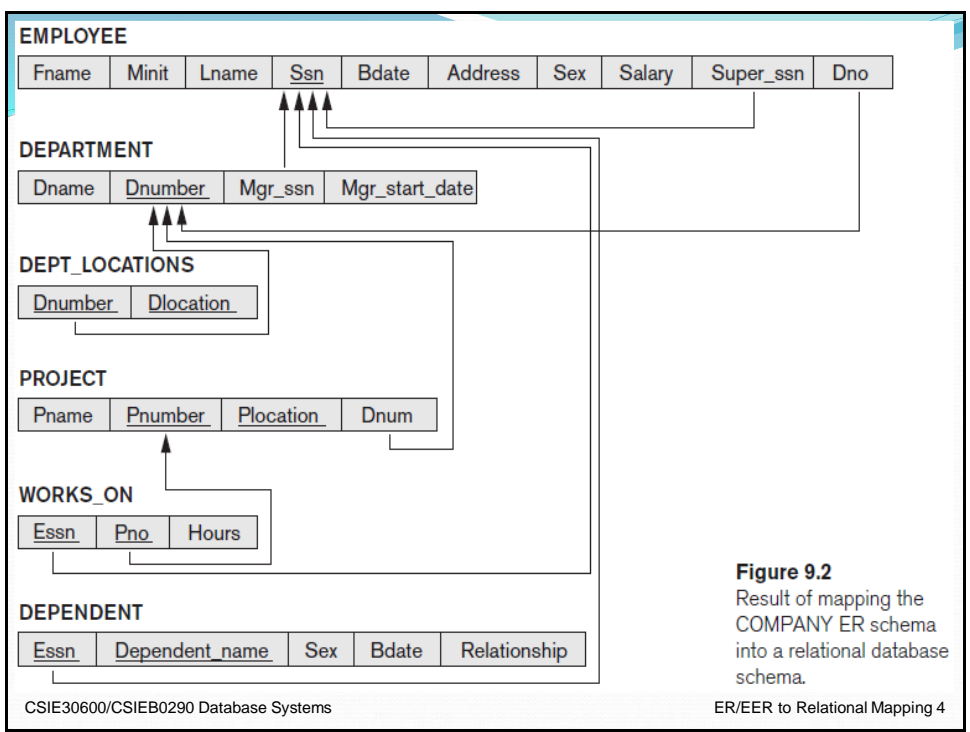 EMPLOYEE
Fname Minit Lname Ssn Bdate Address Sex Salary Super_ssn Dno
DEPARTMENT
Dname Dnumber Mgr_ssn Mgr_start_date
DEPT_LOCATIONS
Dnumber Dlocation
PROJECT
Pname Pnumber Plocation Dnum
WORKS_ON
Essn Pno Hours
DEPENDENT
Essn Dependent_name Sex Bdate Relationship
Figure 9.2
Result of mapping the
COMPANY ER schema
into a relational database
schema.
CSIE30600/CSIEB0290 Database Systems
ER/EER to Relational Mapping 4